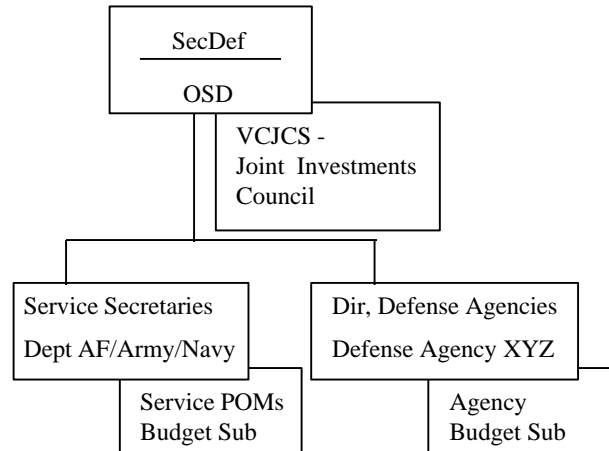 SecDef
OSD
VCJCS -
Joint Investments
Council
Service Secretaries
Dept AF/Army/Navy
Service POMs
Budget Sub
Dir, Defense Agencies
Defense Agency XYZ
Agency
Budget Sub